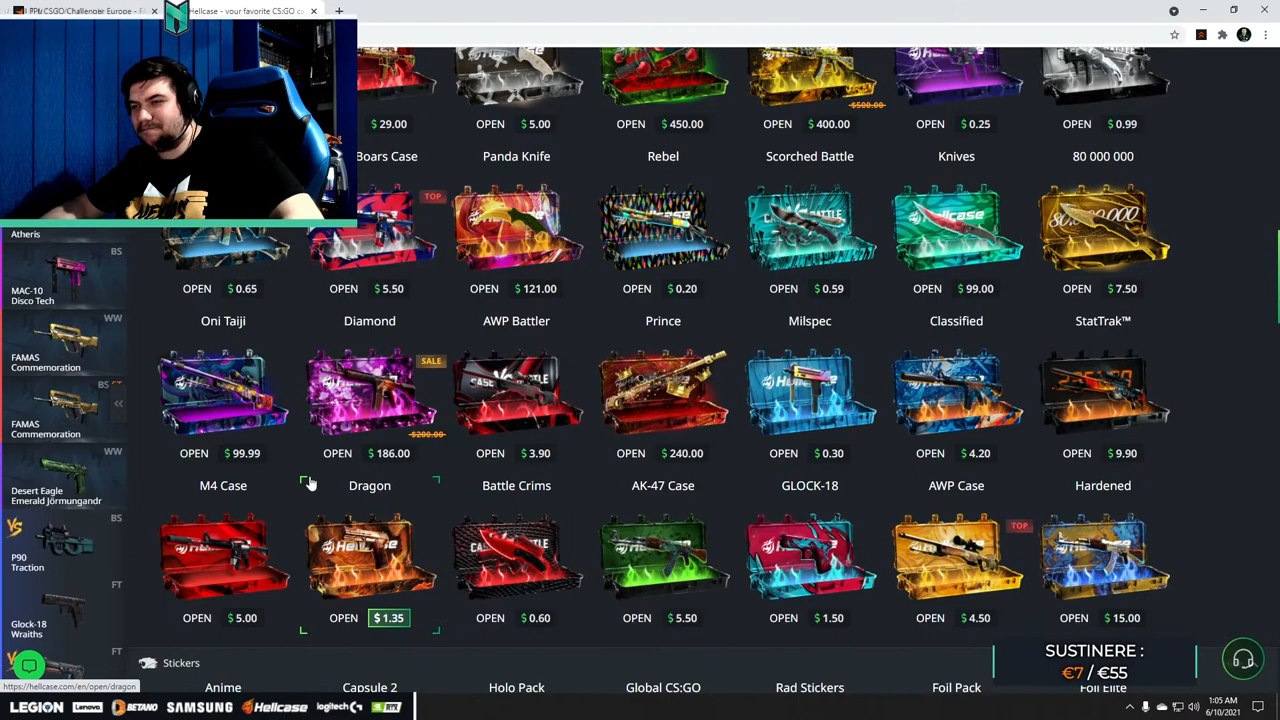 CSGO/Challenger Europe - F
Hellcase - your favorite CS:GO c
OPEN $ 29.00
OPEN $ 5.00
OPEN $ 450.00
$500.00
OPEN $ 400.00
OPEN $ 0.25
OPEN $ 0.99
Boars Case
Panda Knife
Rebel
Scorched Battle
Knives
80 000 000
TOP
80.000.000
Atheris
BS
MAC-10
Disco Tech
OPEN $ 0.65
OPEN $ 5.50
OPEN $ 121.00
OPEN $ 0.20
OPEN $ 0.59
OPEN $ 99.00
OPEN $ 7.50
WW
FAMAS
Commemoration
Oni Taiji
Diamond
AWP Battler
Prince
Milspec
Classified
StatTrak™
SALE
BS FT
FAMAS
Commemoration
$200.00
OPEN $ 99.99
OPEN $ 186.00
OPEN $ 3.90
OPEN $ 240.00
OPEN $ 0.30
OPEN $ 4.20
OPEN $ 9.90
WW
Desert Eagle
Emerald Jörmungandr
M4 Case
Dragon
Battle Crims
AK-47 Case
GLOCK-18
AWP Case
Hardened
VS
BS
P90
Traction
TOP
FT
Glock-18
Wraiths
OPEN $ 5.00
OPEN $ 1.35
OPEN $ 0.60
OPEN $ 5.50
OPEN $ 1.50
OPEN $ 4.50
OPEN $ 15.00
FT
Stickers
SUSTINERE :
€7 / €55
https://hellcase.com/en/open/dragon
Anime
Capsule 2
Holo Pack
Global CS:GO
Rad Stickers
Foil Pack
Foil Elite
LEGION
Lenovo
BETANO
SAMSUNG
Hellcase
logitech G
RTX
1:05 AM
6/10/2021